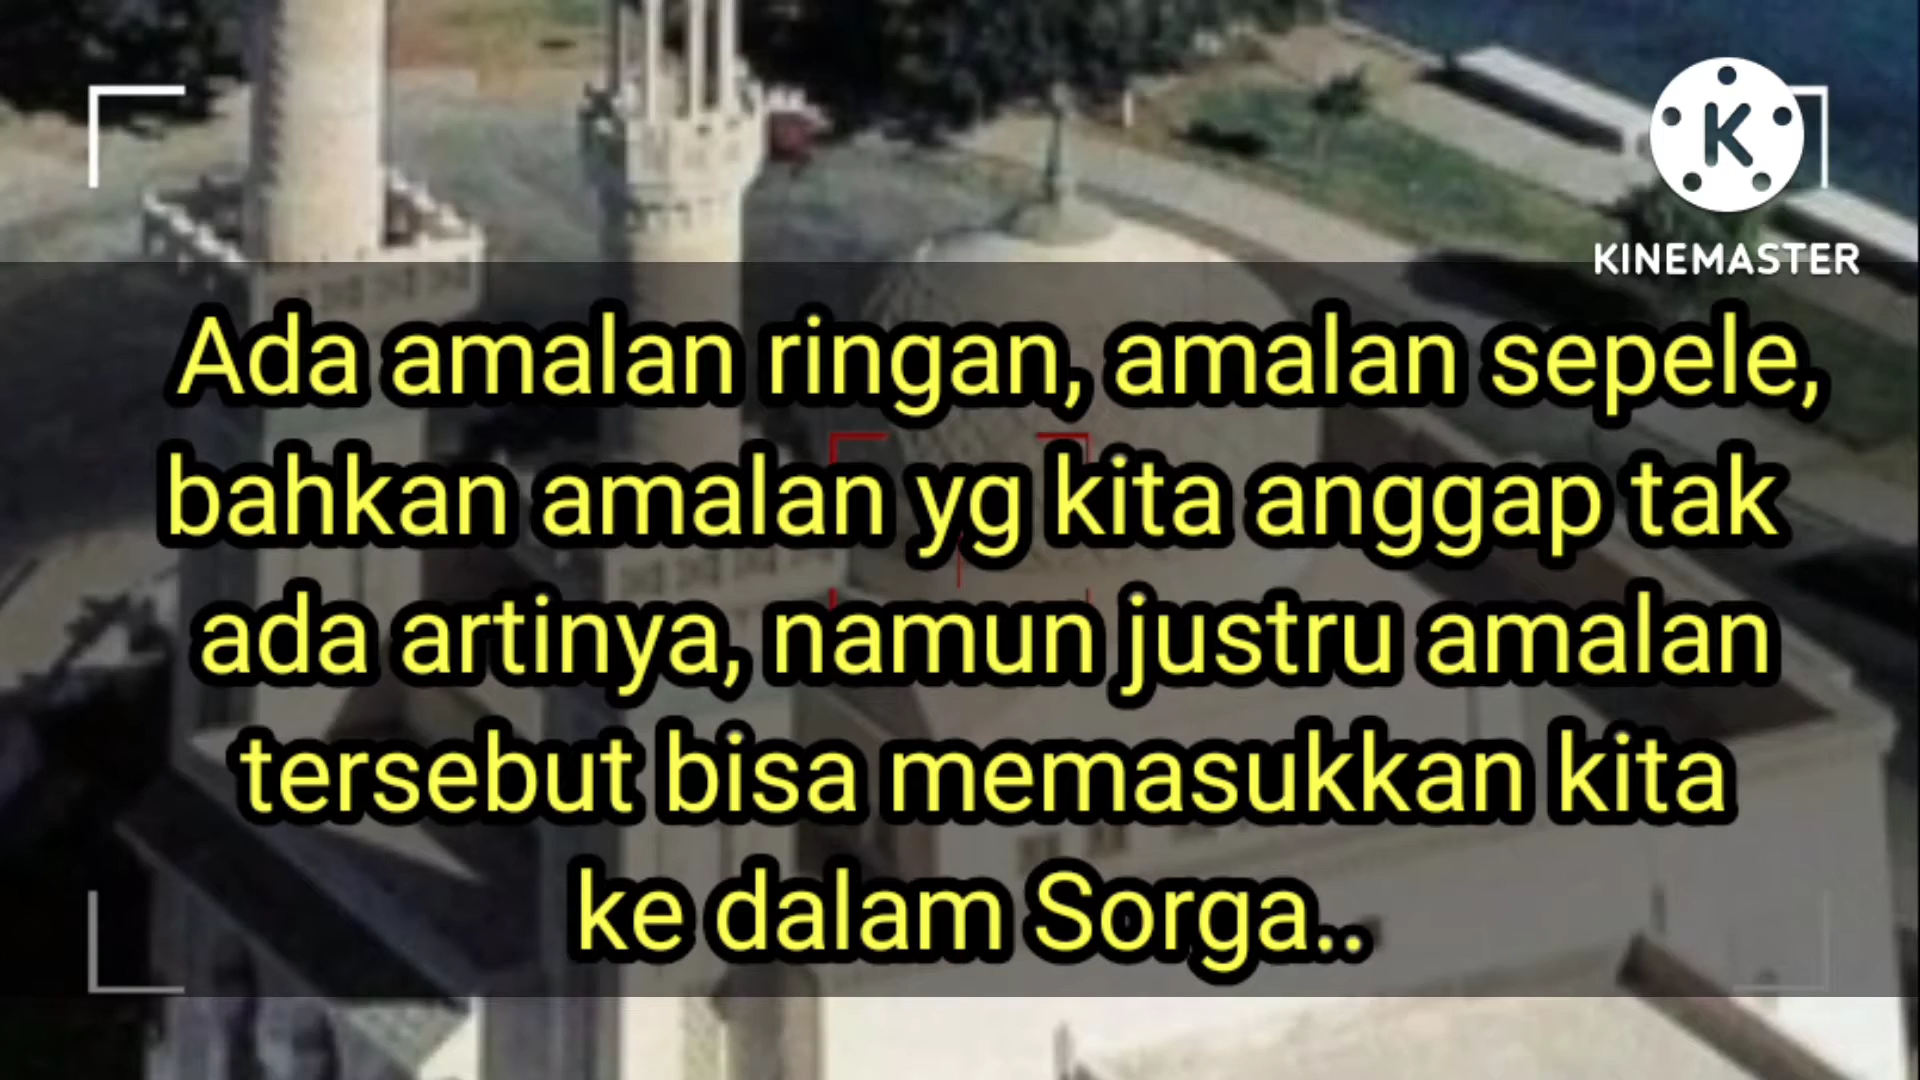 K
KINEMASTER
Ada amalan ringan, amalan sepele,
bahkan amalan yg kita anggap tak
ada artinya, namun justru amalan
tersebut bisa memasukkan kita
ke dalam Sorga..